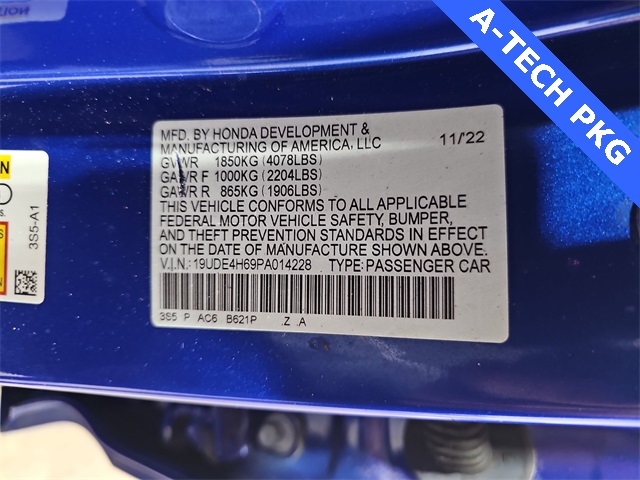 A-TECH PKG
MFD. BY HONDA DEVELOPMENT &
MANUFACTURING OF AMERICA, LLC
11/22
GVWR 1850KG (4078LBS)
GAWR F 1000KG (2204LBS)
GAWR R 865KG (1906LBS)
THIS VEHICLE CONFORMS TO ALL APPLICABLE
FEDERAL MOTOR VEHICLE SAFETY, BUMPER,
AND THEFT PREVENTION STANDARDS IN EFFECT
ON THE DATE OF MANUFACTURE SHOWN ABOVE.
V.I.N.: 19UDE4H69PA014228 TYPE: PASSENGER CAR
3S5 P AC6 B621P .Z .A
3S5-A1